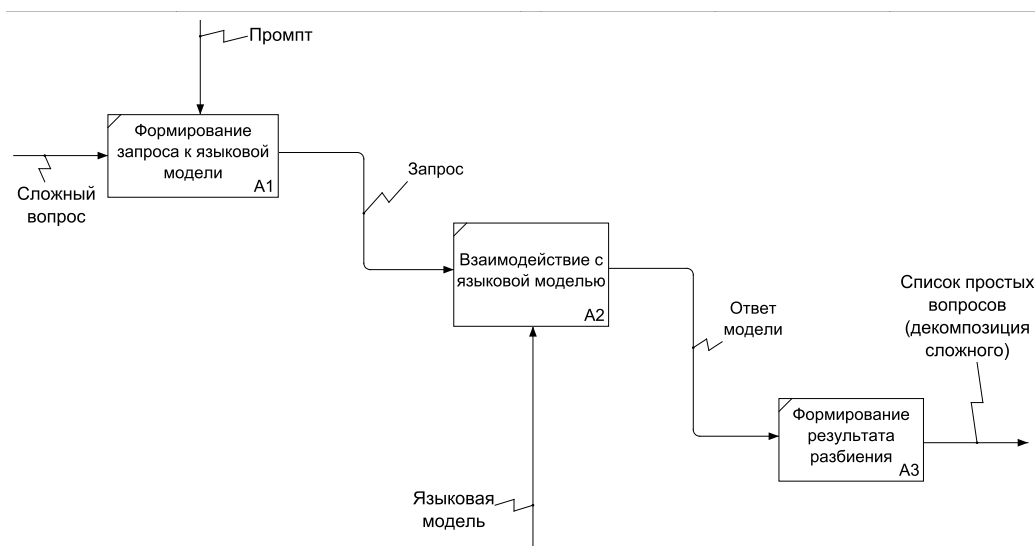 Промпт
Формирование
запроса к языковой
модели
A1
Сложный
вопрос
Запрос
Взаимодействие с
языковой моделью
A2
Ответ
модели
Список простых
вопросов
(декомпозиция
сложного)
Формирование
результата
разбиения
A3
Языковая
модель